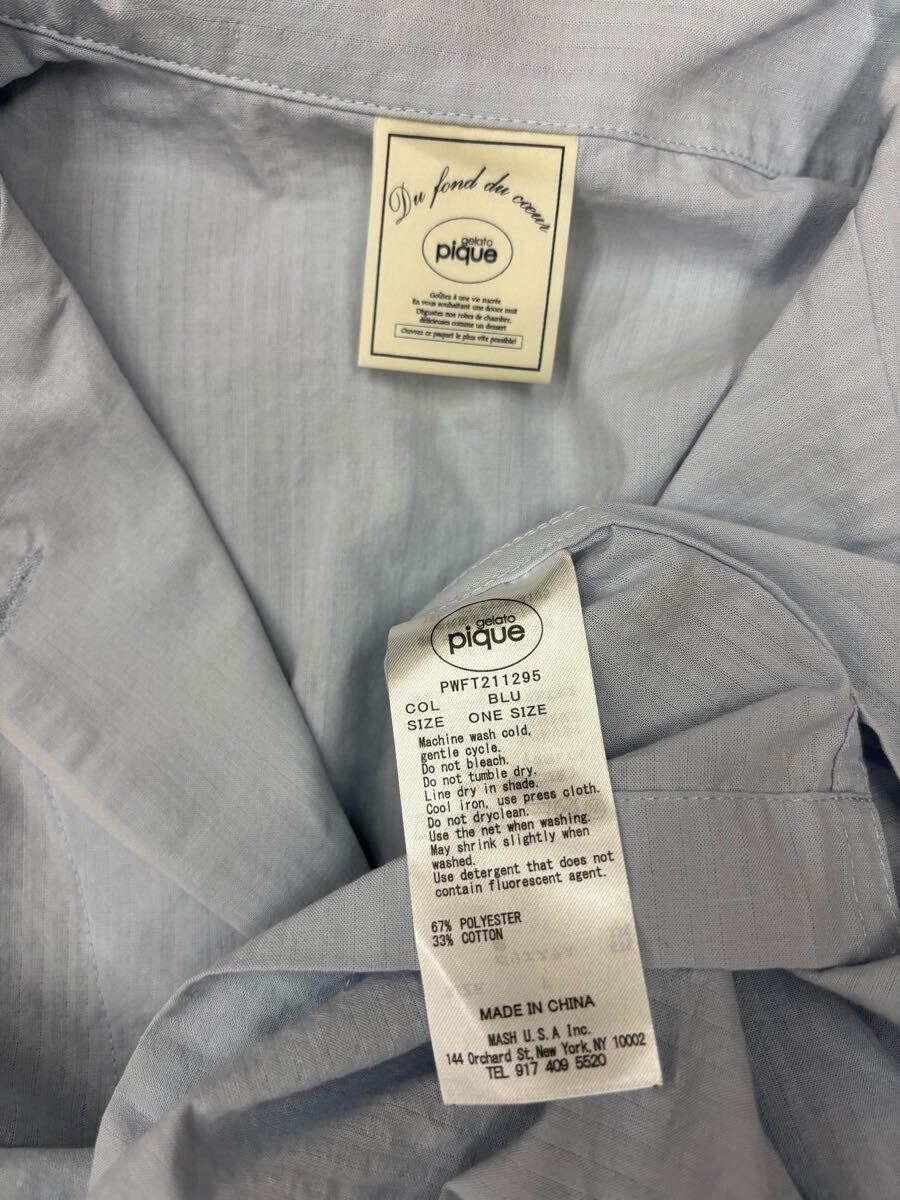 Du fond du cœur
gelato
pique
Goûtez à une vie sucrée
En vous souhaitant une douce nuit
Dégustez nos robes de chambre,
délicieuses comme un dessert
Ouvrez ce paquet le plus vite possible!
gelato
pique
PWFT211295
COL BLU
SIZE ONE SIZE
Machine wash cold,
gentle cycle.
Do not bleach.
Do not tumble dry.
Line dry in shade.
Cool iron, use press cloth.
Do not dryclean.
Use the net when washing.
May shrink slightly when
washed.
Use detergent that does not
contain fluorescent agent.
67% POLYESTER
33% COTTON
MADE IN CHINA
MASH U.S.A Inc.
144 Orchard St, New York, NY 10002
TEL 917 409 5520